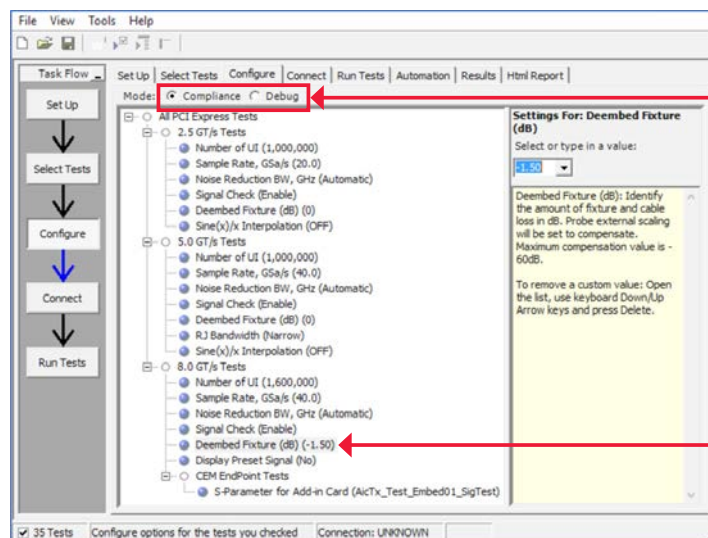 File View Tools Help
Task Flow
Set Up
Select Tests
Configure
Connect
Run Tests
Set Up Select Tests Configure Connect Run Tests Automation Results Html Report
Mode: Compliance Debug
All PCI Express Tests
2.5 GT/s Tests
Number of UI (1,000,000)
Sample Rate, GSa/s (20.0)
Noise Reduction BW, GHz (Automatic)
Signal Check (Enable)
Deembed Fixture (dB) (0)
Sine(x)/x Interpolation (OFF)
5.0 GT/s Tests
Number of UI (1,000,000)
Sample Rate, GSa/s (40.0)
Noise Reduction BW, GHz (Automatic)
Signal Check (Enable)
Deembed Fixture (dB) (0)
RJ Bandwidth (Narrow)
Sine(x)/x Interpolation (OFF)
8.0 GT/s Tests
Number of UI (1,600,000)
Sample Rate, GSa/s (40.0)
Noise Reduction BW, GHz (Automatic)
Signal Check (Enable)
Deembed Fixture (dB) (-1.50)
Display Preset Signal (No)
CEM EndPoint Tests
S-Parameter for Add-in Card (AicTx_Test_Embed01_SigTest)
Settings For: Deembed Fixture
(dB)
Select or type in a value:
-1.50
Deembed Fixture (dB): Identify
the amount of fixture and cable
loss in dB. Probe external scaling
will be set to compensate.
Maximum compensation value is -
60dB.
To remove a custom value: Open
the list, use keyboard Down/Up
Arrow keys and press Delete.
35 Tests Configure options for the tests you checked Connection: UNKNOWN